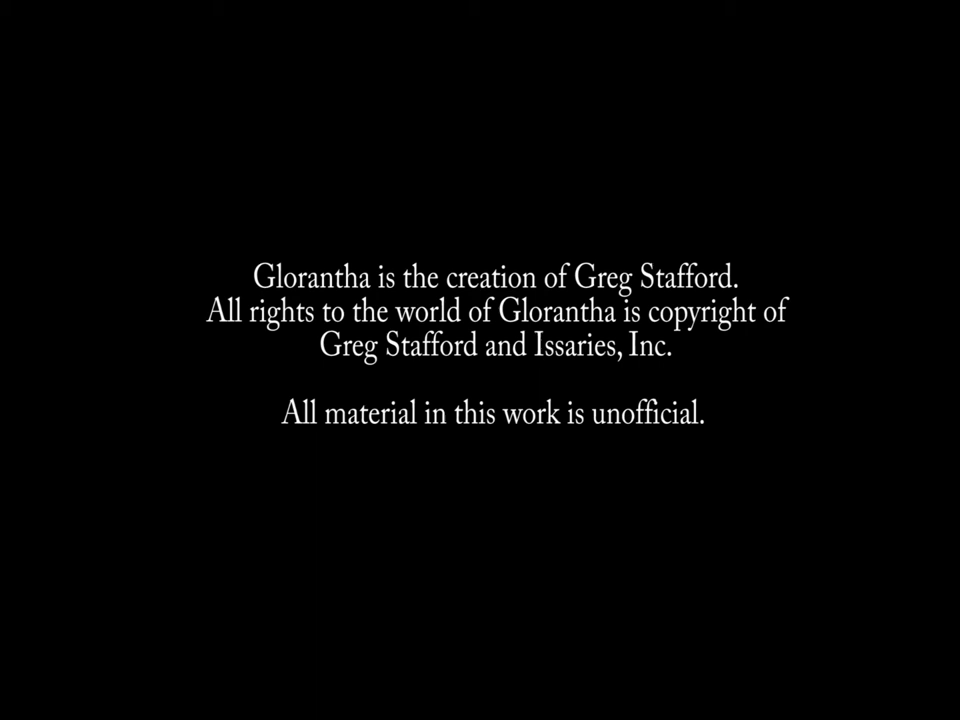 Glorantha is the creation of Greg Stafford.
All rights to the world of Glorantha is copyright of
Greg Stafford and Issaries, Inc.
All material in this work is unofficial.